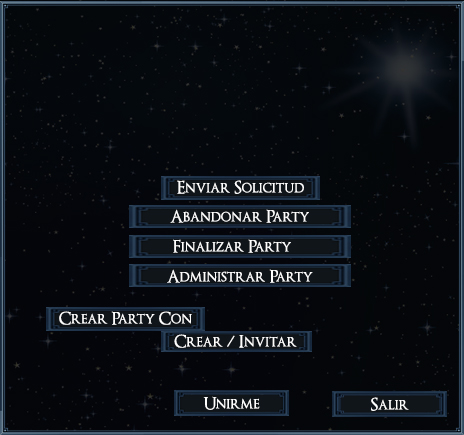 Enviar Solicitud
Abandonar Party
Finalizar Party
Administrar Party
Crear Party Con
Crear / Invitar
Unirme
Salir